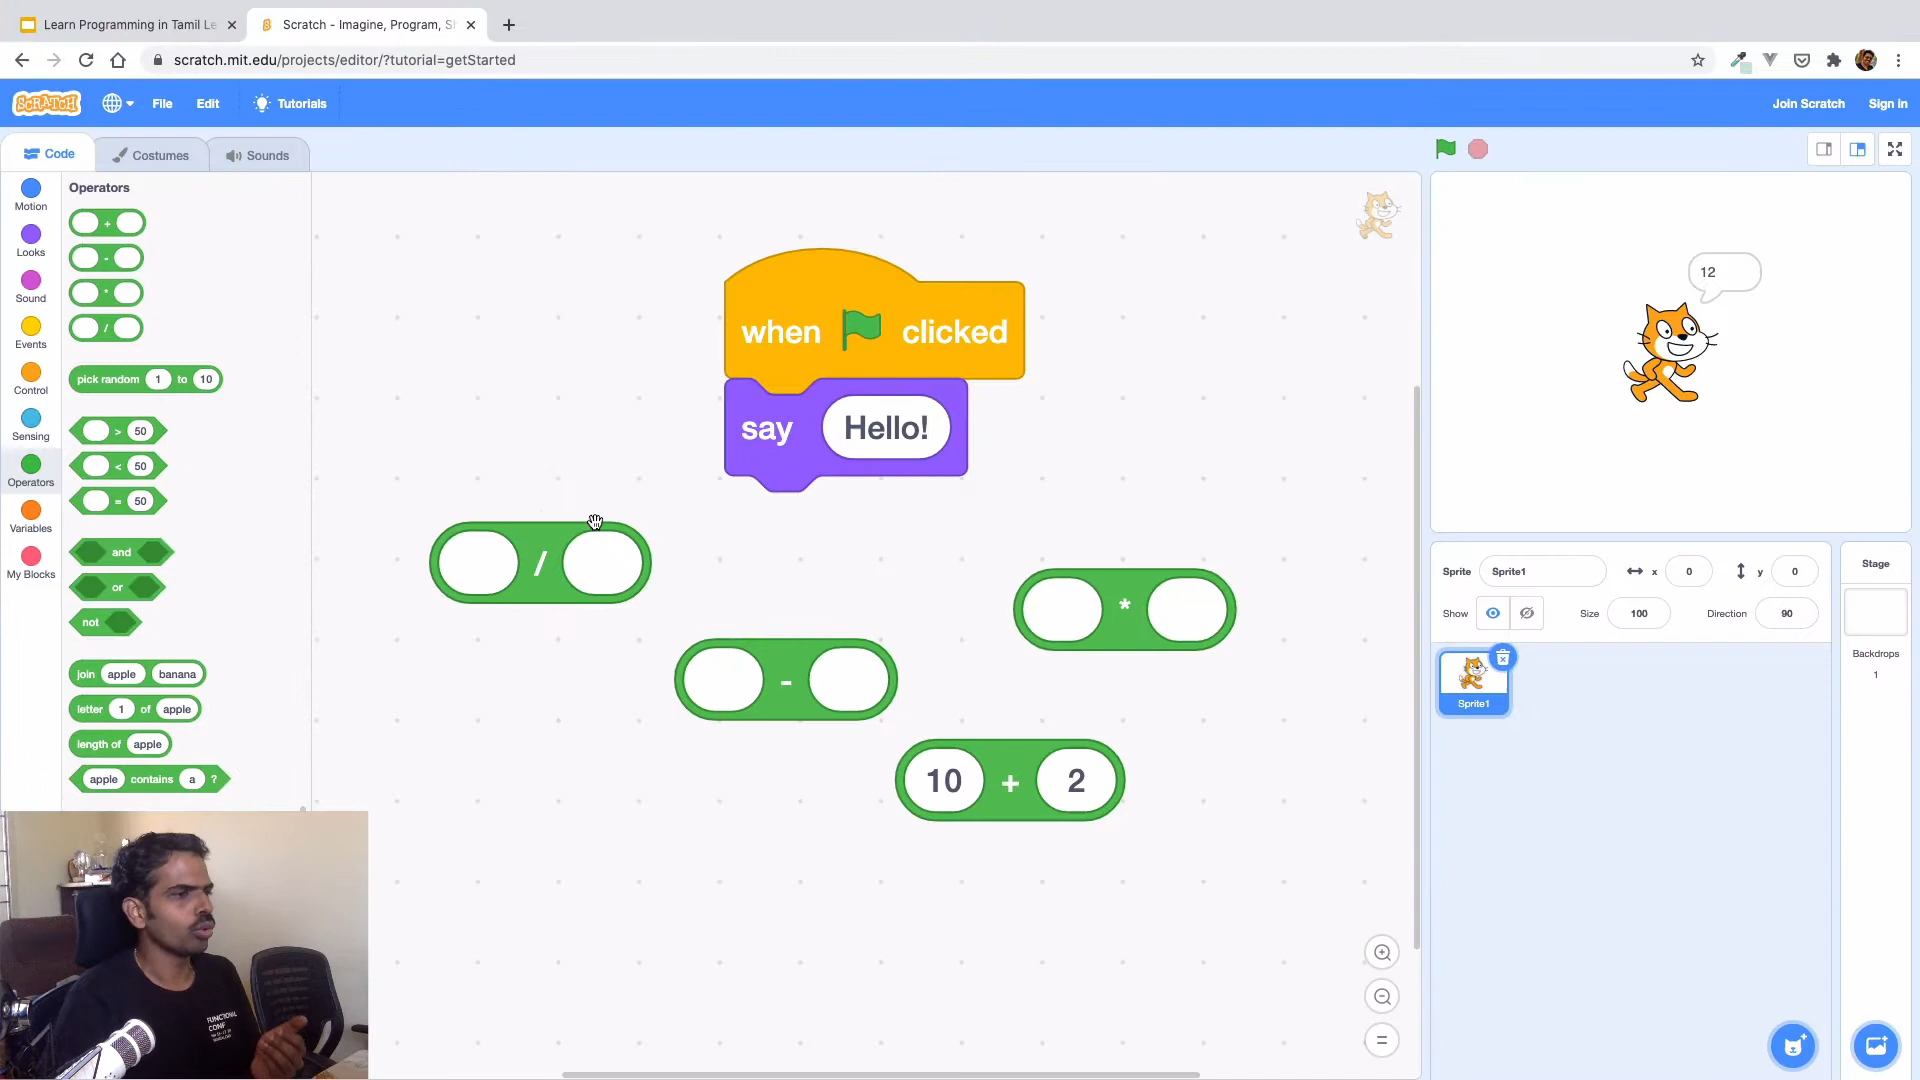 Learn Programming in Tamil Le
Scratch - Imagine, Program, Sh
scratch.mit.edu/projects/editor/?tutorial=getStarted
SCRATCH
File
Edit
Tutorials
Join Scratch
Sign in
Code
Costumes
Sounds
Motion
Looks
Sound
Events
Control
Sensing
Operators
Variables
My Blocks
Operators
+
-
*
/
pick random 1 to 10
> 50
< 50
= 50
and
or
not
join apple banana
letter 1 of apple
length of apple
apple contains a ?
when clicked
say Hello!
/
*
-
10 + 2
12
Sprite Sprite1 x 0 y 0
Show Size 100 Direction 90
Sprite1
Stage
Backdrops
1
FUNCTIONAL
CONF